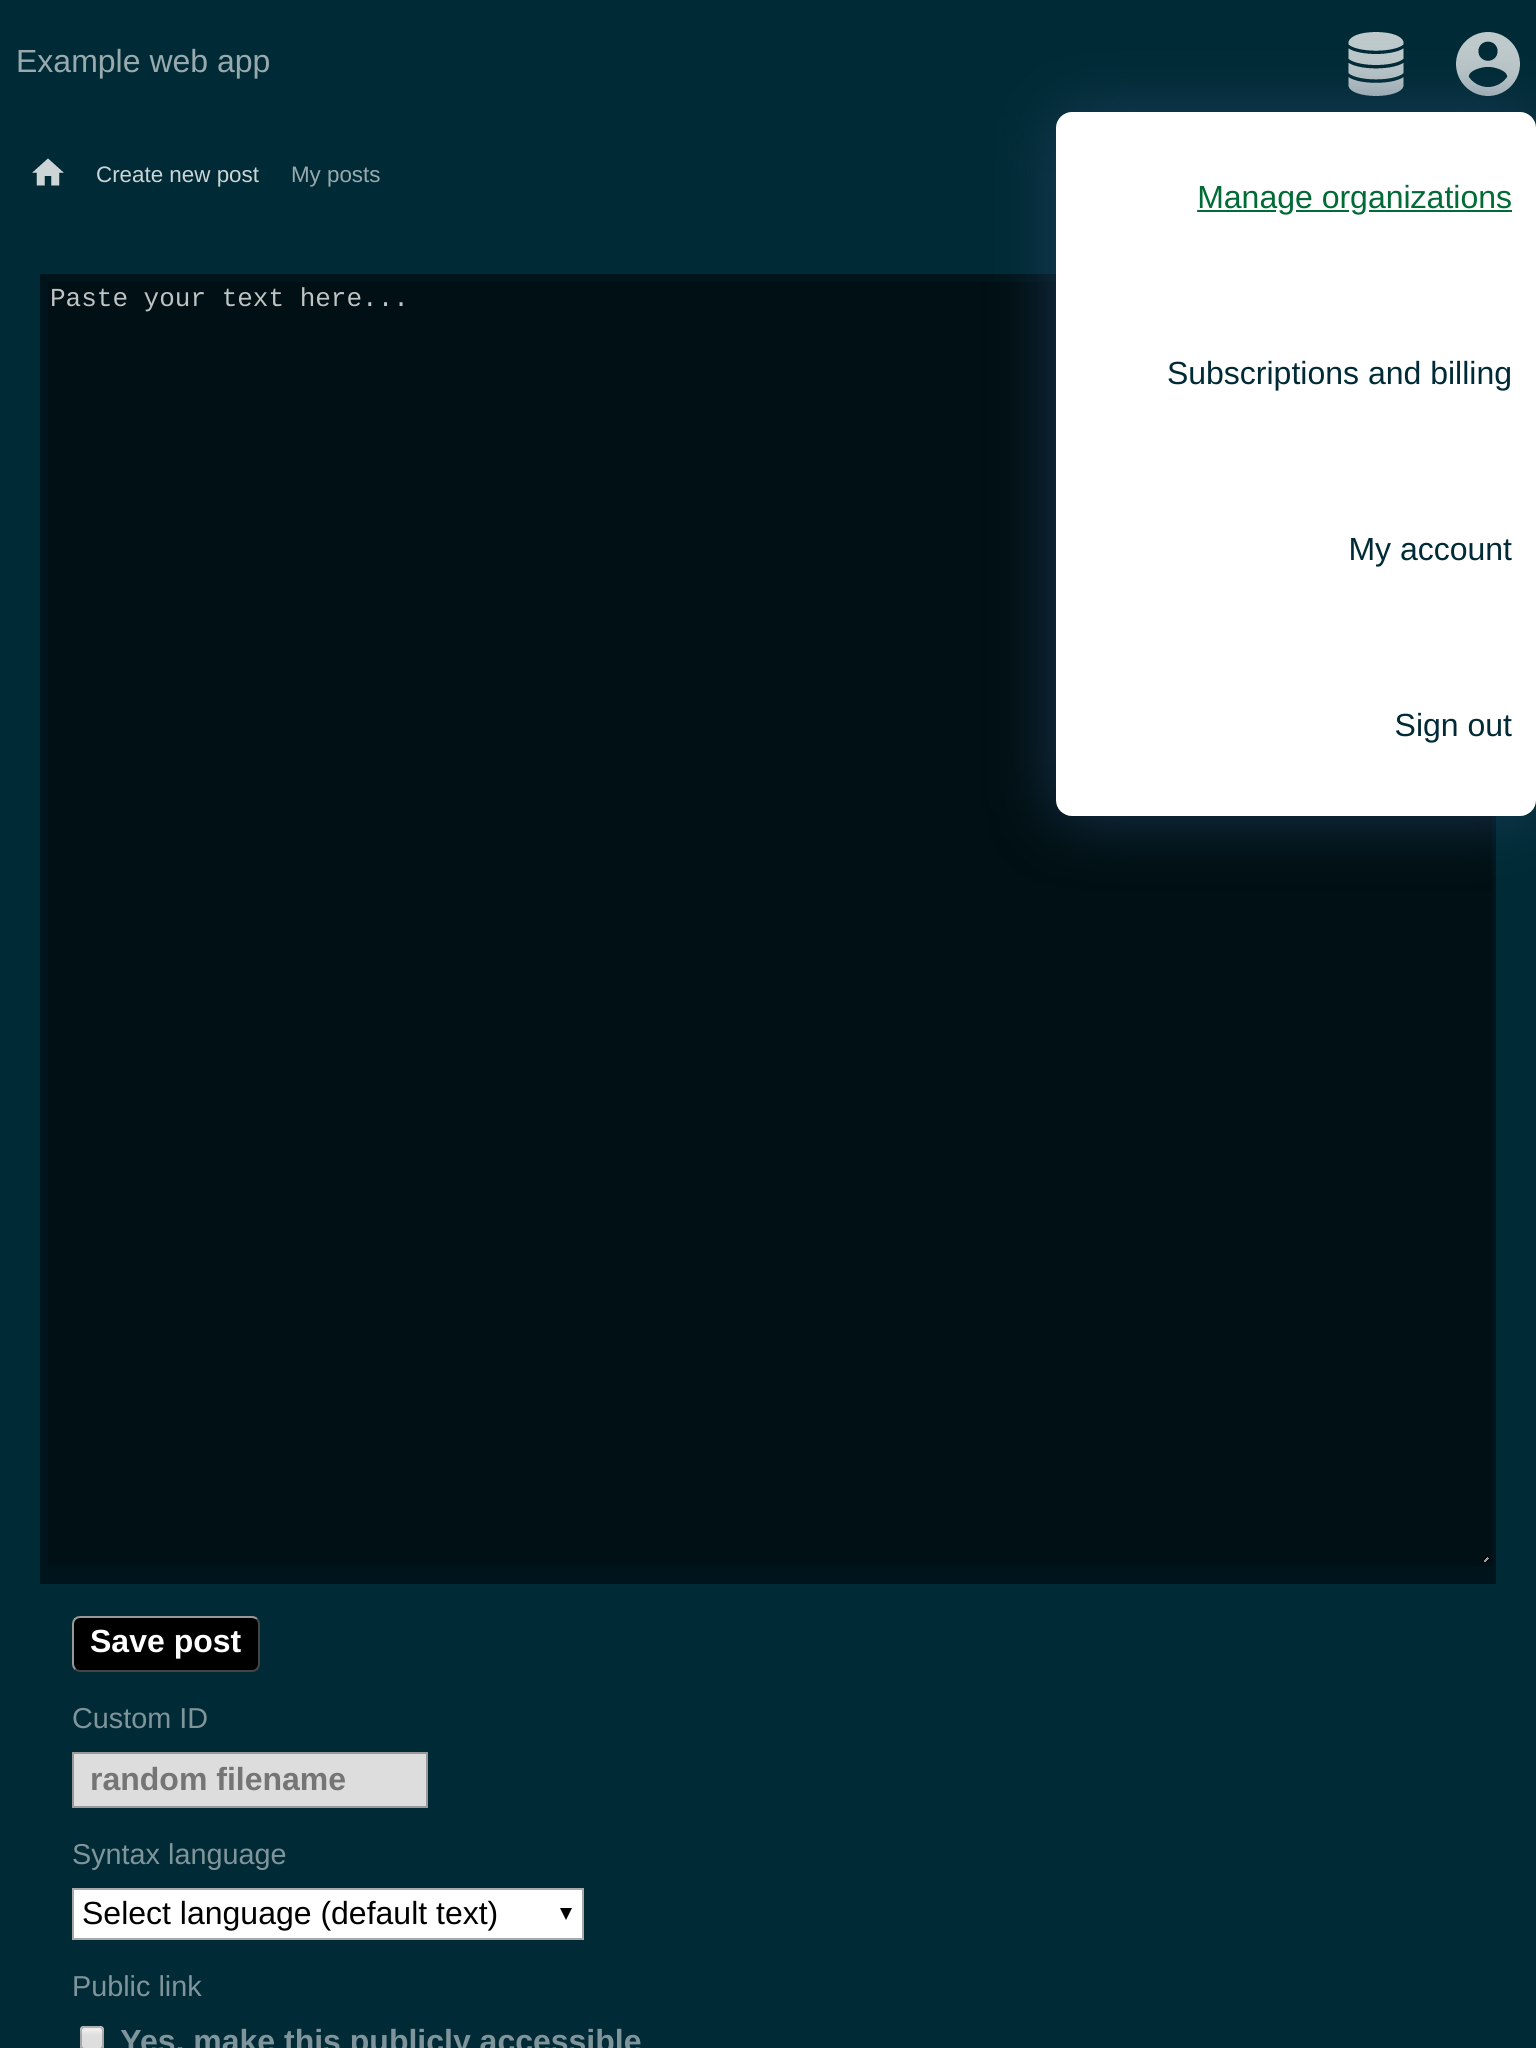 Example web app
Create new post My posts
Manage organizations
Subscriptions and billing
My account
Sign out
Paste your text here...
Save post
Custom ID
random filename
Syntax language
Select language (default text)
Public link
Yes, make this publicly accessible